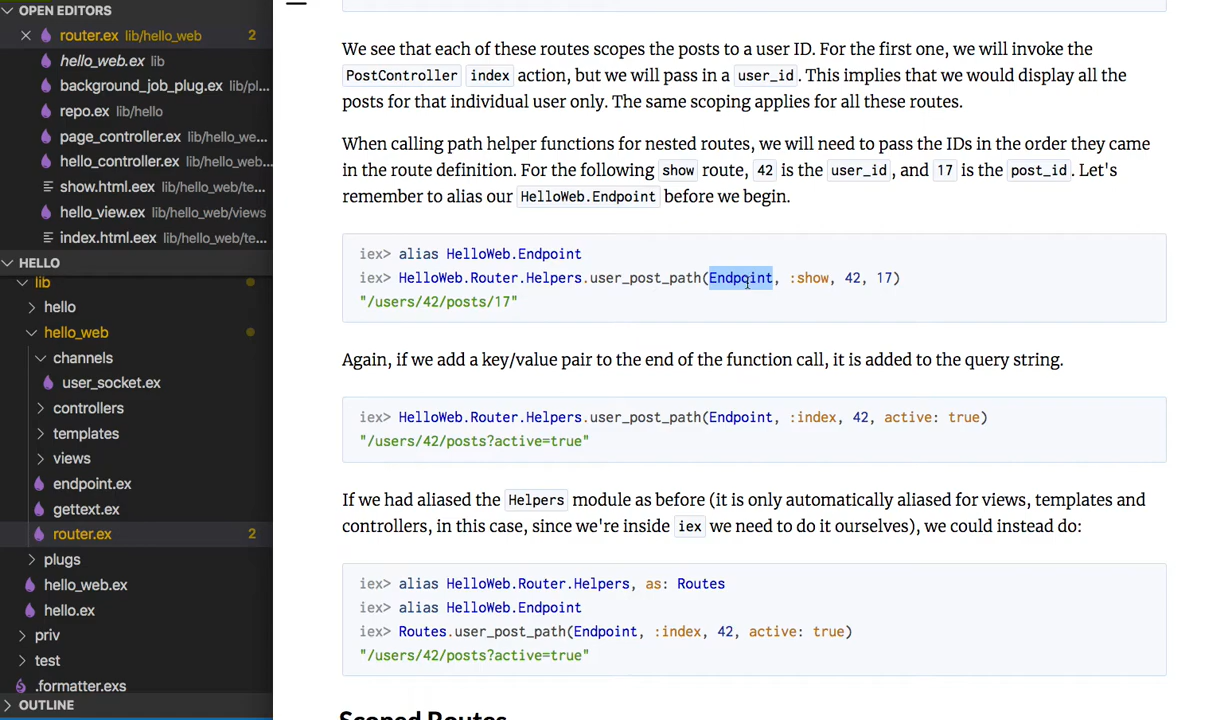 OPEN EDITORS
router.ex lib/hello_web 2
hello_web.ex lib
background_job_plug.ex lib/pl...
repo.ex lib/hello
page_controller.ex lib/hello_we...
hello_controller.ex lib/hello_web...
show.html.eex lib/hello_web/te...
hello_view.ex lib/hello_web/views
index.html.eex lib/hello_web/te...
HELLO
lib
hello
hello_web
channels
user_socket.ex
controllers
templates
views
endpoint.ex
gettext.ex
router.ex 2
plugs
hello_web.ex
hello.ex
priv
test
.formatter.exs
OUTLINE
We see that each of these routes scopes the posts to a user ID. For the first one, we will invoke the
PostController index action, but we will pass in a user_id. This implies that we would display all the
posts for that individual user only. The same scoping applies for all these routes.
When calling path helper functions for nested routes, we will need to pass the IDs in the order they came
in the route definition. For the following show route, 42 is the user_id, and 17 is the post_id. Let's
remember to alias our HelloWeb.Endpoint before we begin.
iex> alias HelloWeb.Endpoint
iex> HelloWeb.Router.Helpers.user_post_path(Endpoint, :show, 42, 17)
"/users/42/posts/17"
Again, if we add a key/value pair to the end of the function call, it is added to the query string.
iex> HelloWeb.Router.Helpers.user_post_path(Endpoint, :index, 42, active: true)
"/users/42/posts?active=true"
If we had aliased the Helpers module as before (it is only automatically aliased for views, templates and
controllers, in this case, since we're inside iex we need to do it ourselves), we could instead do:
iex> alias HelloWeb.Router.Helpers, as: Routes
iex> alias HelloWeb.Endpoint
iex> Routes.user_post_path(Endpoint, :index, 42, active: true)
"/users/42/posts?active=true"
Scoped Routes